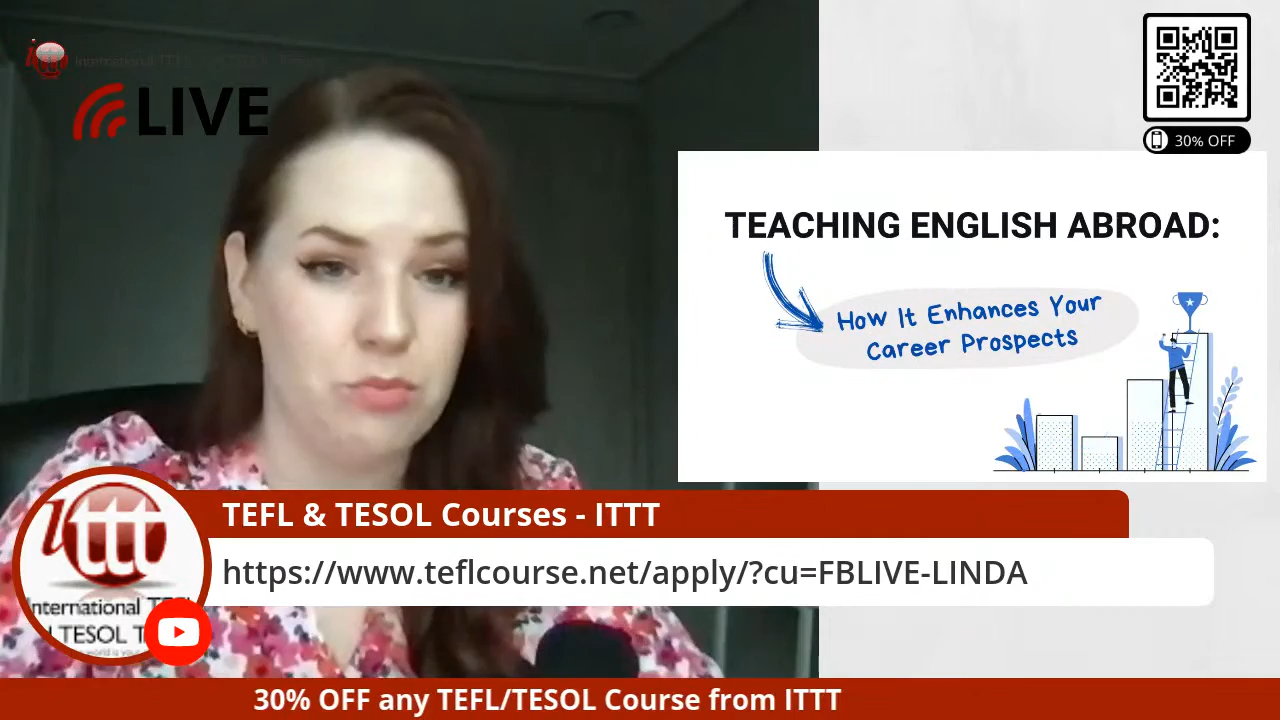 LIVE
30% OFF
TEACHING ENGLISH ABROAD:
How It Enhances Your
Career Prospects
TEFL & TESOL Courses - ITTT
https://www.teflcourse.net/apply/?cu=FBLIVE-LINDA
ittt
International TEFL
TESOL
30% OFF any TEFL/TESOL Course from ITTT